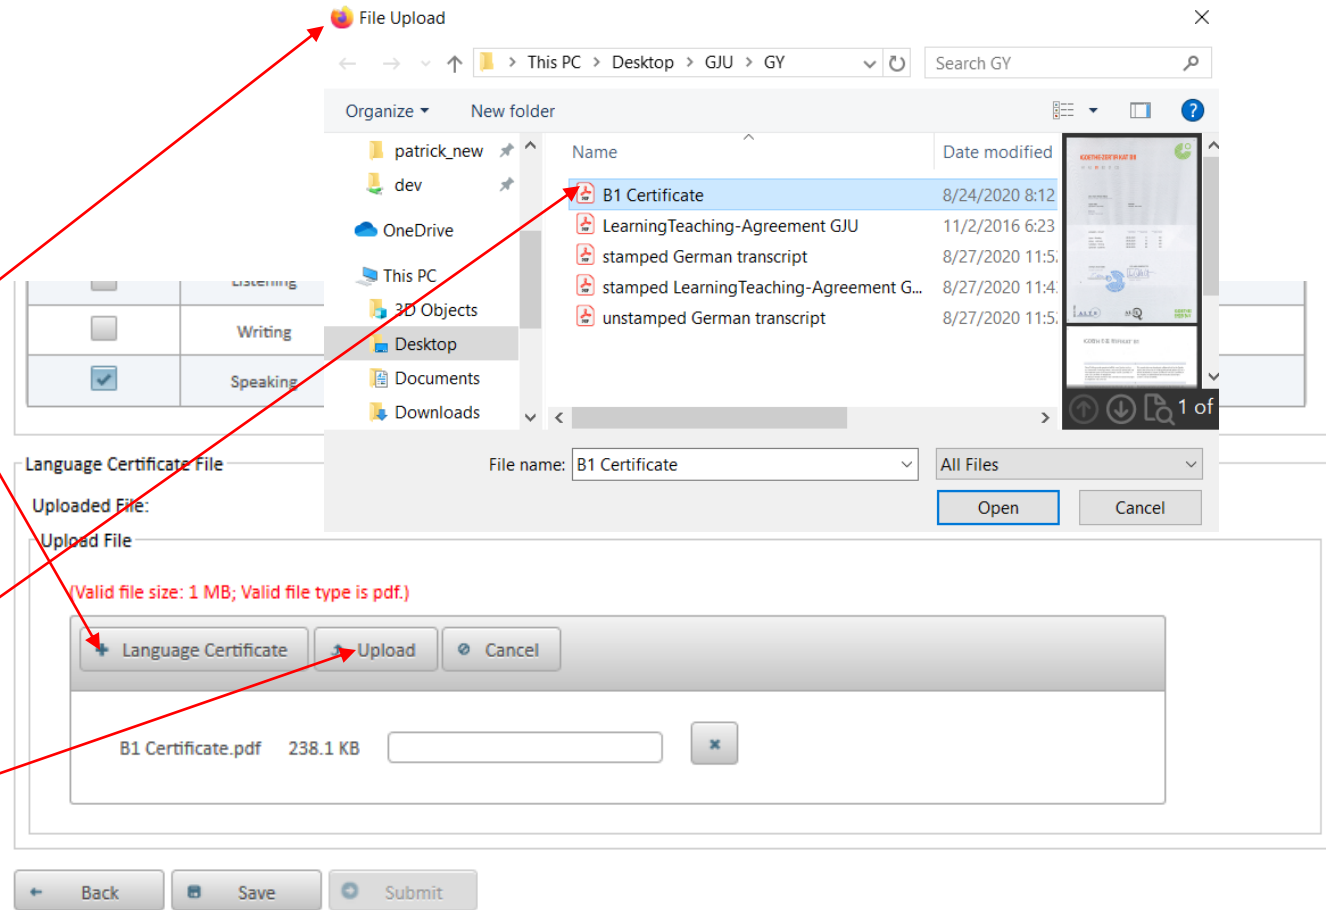 File Upload
This PC > Desktop > GJU > GY
Search GY
Organize
New folder
patrick_new
dev
OneDrive
This PC
3D Objects
Desktop
Documents
Downloads
Name
Date modified
B1 Certificate
8/24/2020 8:12
LearningTeaching-Agreement GJU
11/2/2016 6:23
stamped German transcript
8/27/2020 11:5
stamped LearningTeaching-Agreement G...
8/27/2020 11:4
unstamped German transcript
8/27/2020 11:5
1 of
File name: B1 Certificate
All Files
Open
Cancel
Listening
Writing
Speaking
Language Certificate File
Uploaded File:
Upload File
(Valid file size: 1 MB; Valid file type is pdf.)
Language Certificate
Upload
Cancel
B1 Certificate.pdf 238.1 KB
Back
Save
Submit